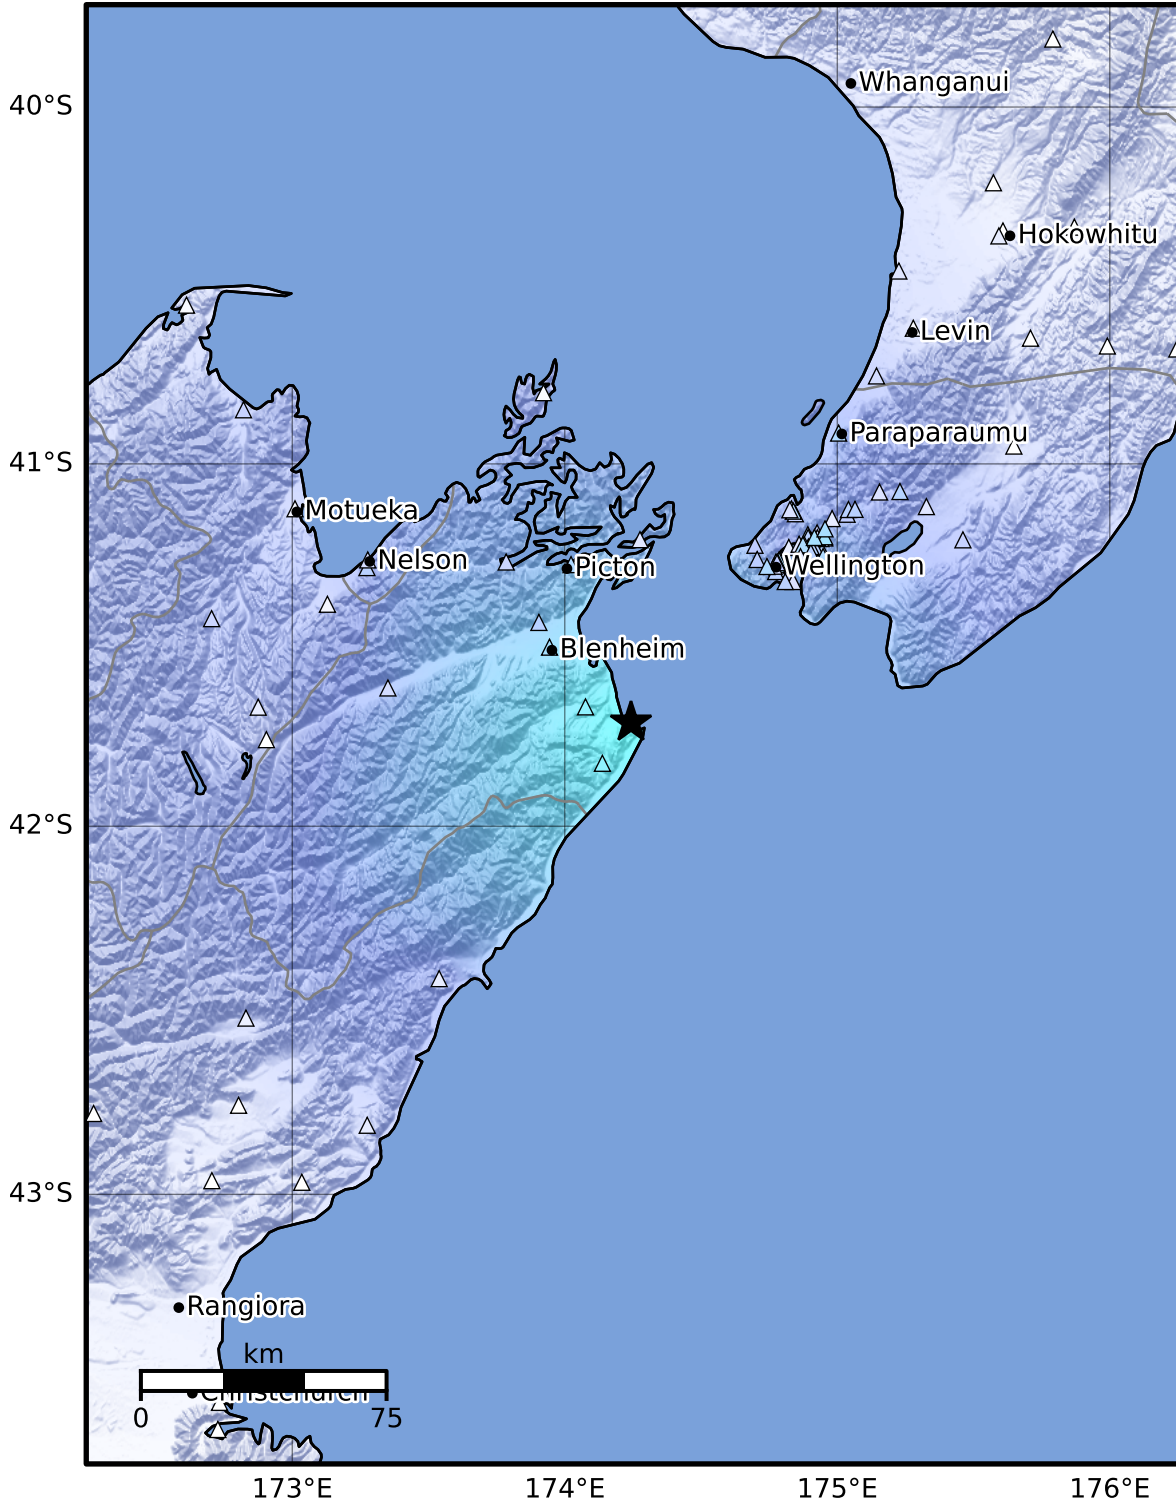 Whanganui
40°S
Hokowhitu
Levin
Paraparaumu
41°S
Motueka
Nelson
Picton
Wellington
Blenheim
42°S
43°S
Rangiora
km
Christchurch
0 75
173°E 174°E 175°E 176°E